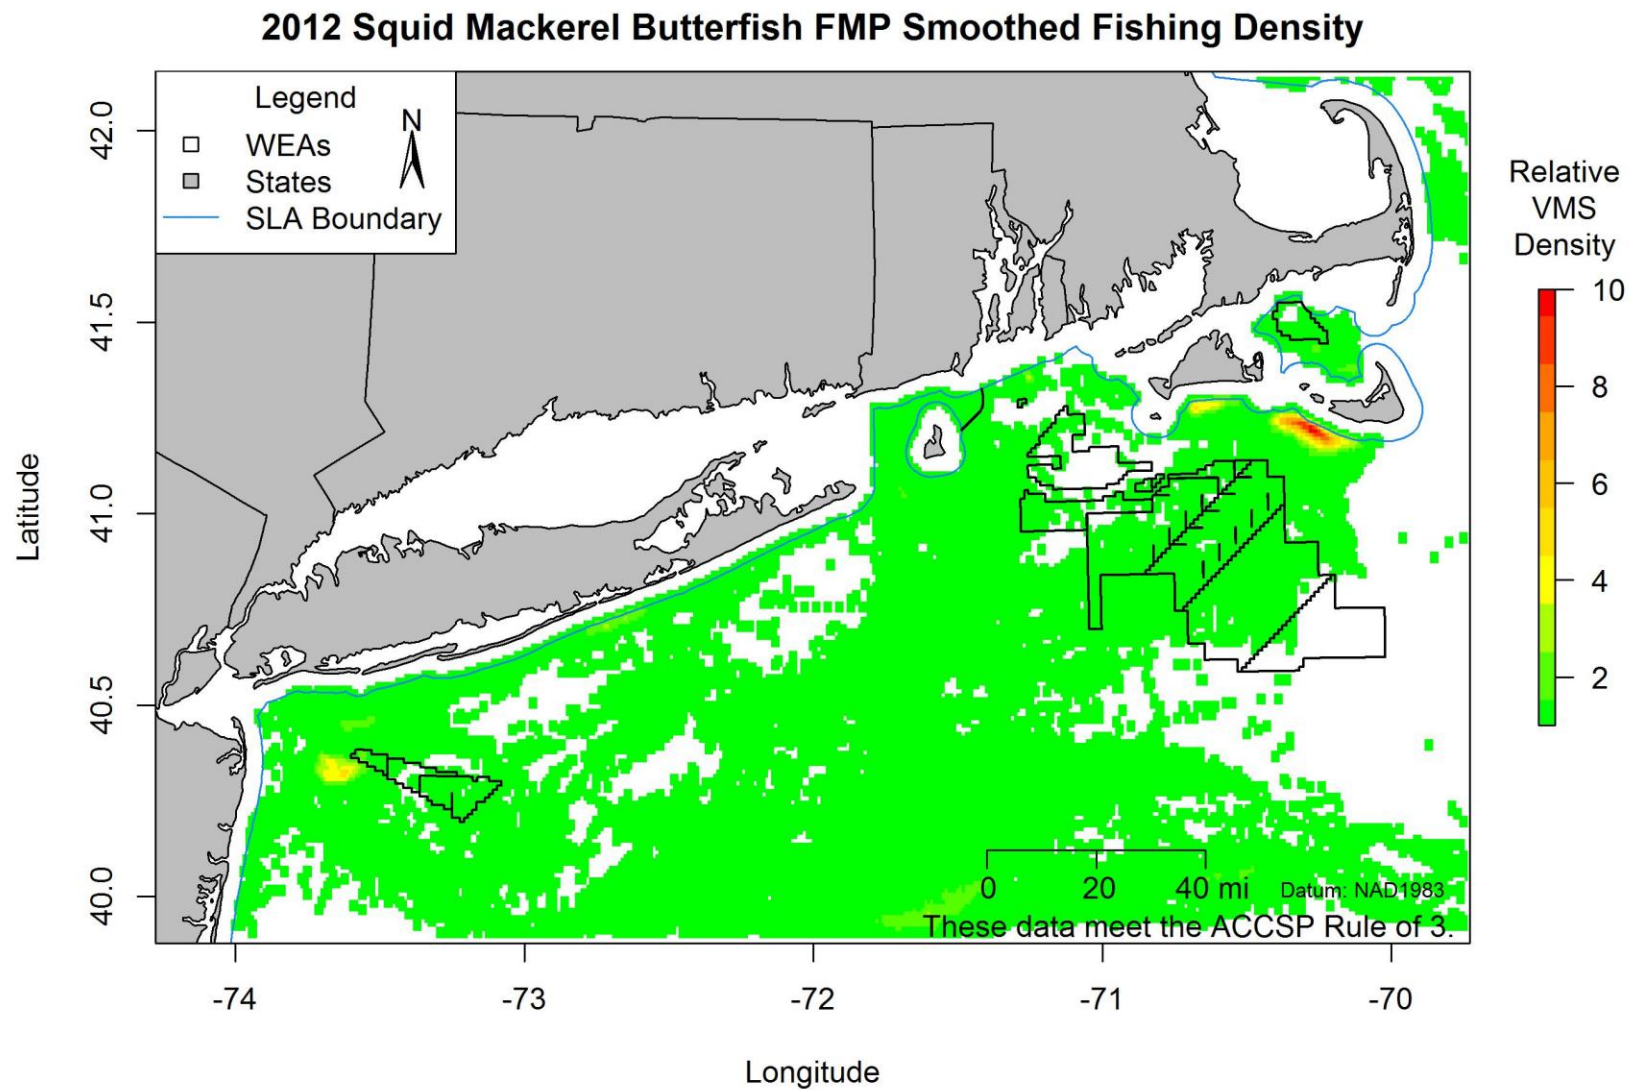 2012 Squid Mackerel Butterfish FMP Smoothed Fishing Density
Legend
N
WEAs
States
SLA Boundary
Latitude
42.0
41.5
41.0
40.5
40.0
Relative
VMS
Density
10
8
6
4
2
0 20 40 mi Datum: NAD1983
These data meet the ACCSP Rule of 3.
-74 -73 -72 -71 -70
Longitude